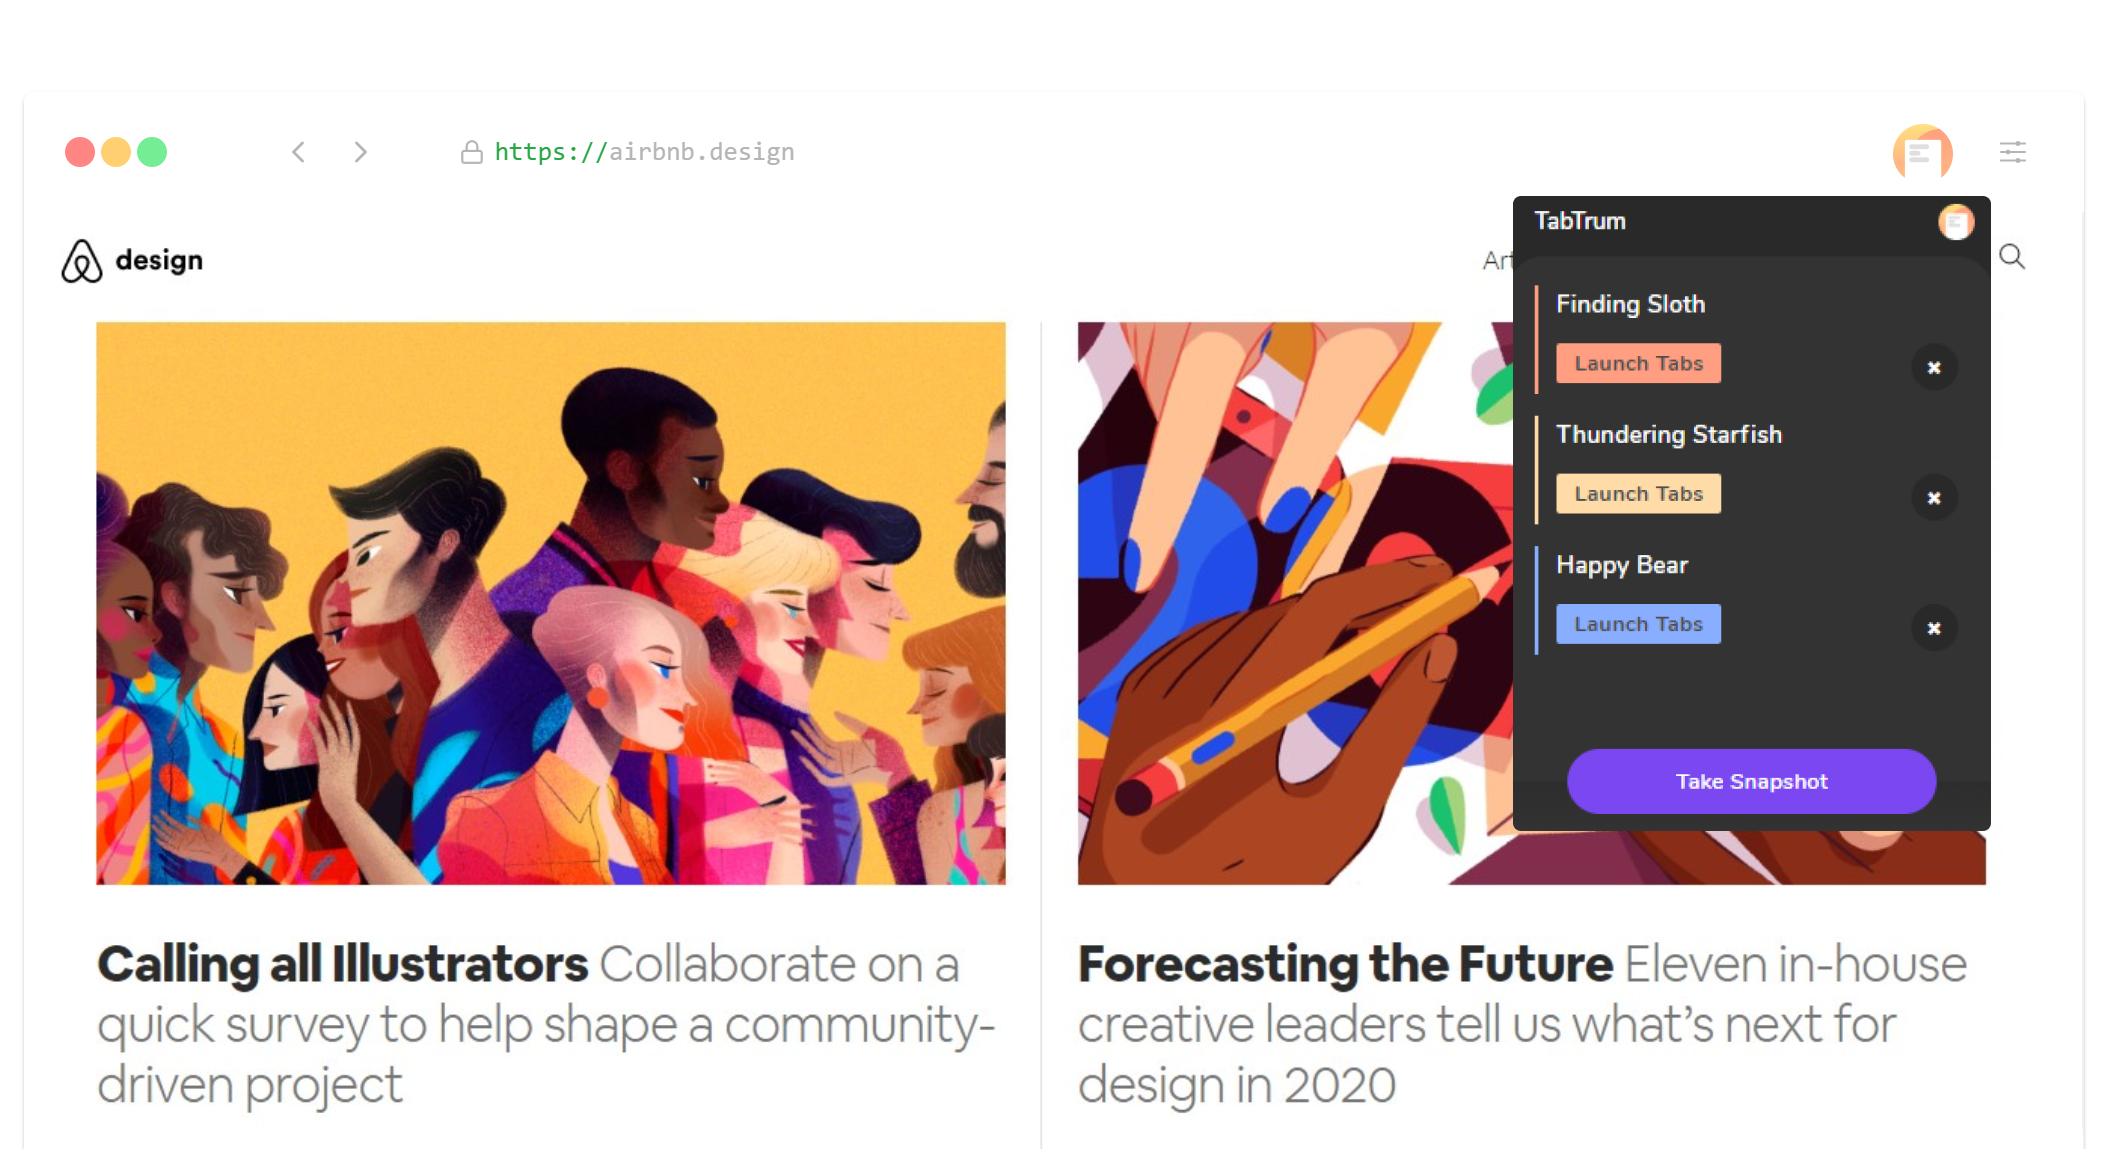 https://airbnb.design
design
Art
TabTrum
Finding Sloth
Launch Tabs
Thundering Starfish
Launch Tabs
Happy Bear
Launch Tabs
Take Snapshot
Calling all Illustrators Collaborate on a
quick survey to help shape a community-
driven project
Forecasting the Future Eleven in-house
creative leaders tell us what’s next for
design in 2020